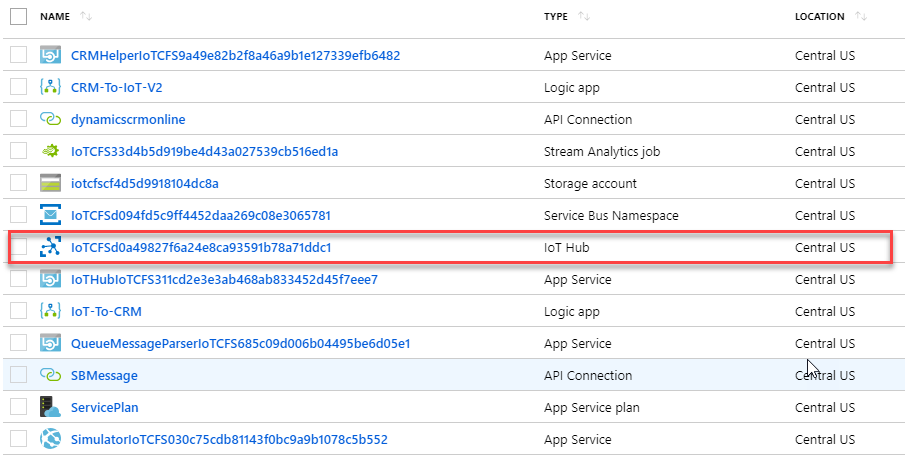 NAME TYPE LOCATION
CRMHelperIoTCFS9a49e82b2f8a46a9b1e127339efb6482 App Service Central US
CRM-To-IoT-V2 Logic app Central US
dynamicscrmonline API Connection Central US
IoTCFS33d4b5d919be4d43a027539cb516ed1a Stream Analytics job Central US
iotcfscf4d5d9918104dc8a Storage account Central US
IoTCFSd094fd5c9ff4452daa269c08e3065781 Service Bus Namespace Central US
IoTCFSd0a49827f6a24e8ca93591b78a71ddc1 IoT Hub Central US
IoTHubIoTCFS311cd2e3e3ab468ab833452d45f7eee7 App Service Central US
IoT-To-CRM Logic app Central US
QueueMessageParserIoTCFS685c09d006b04495be6d05e1 App Service Central US
SBMessage API Connection Central US
ServicePlan App Service plan Central US
SimulatorIoTCFS030c75cdb81143f0bc9a9b1078c5b552 App Service Central US